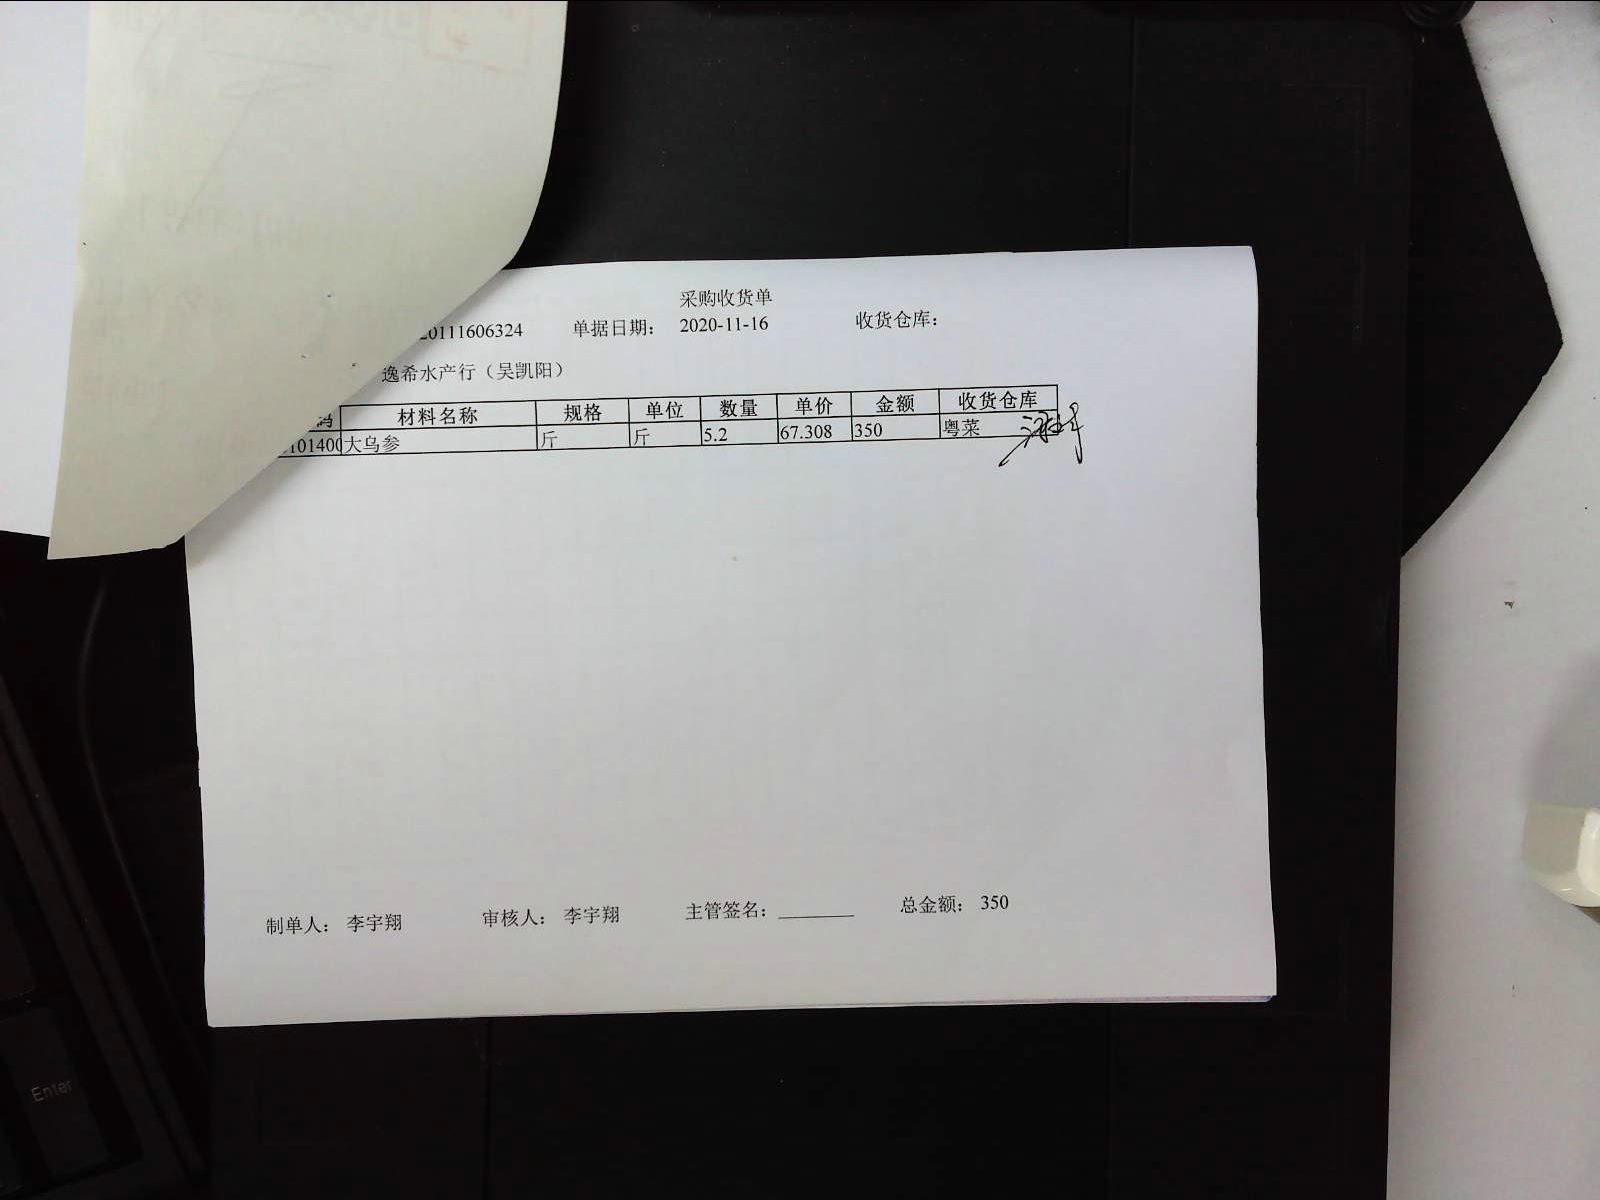 采购收货单
20111606324 单据日期: 2020-11-16 收货仓库:
逸希水产行（吴凯阳）
码 材料名称 规格 单位 数量 单价 金额 收货仓库
101400 大乌参 斤 斤 5.2 67.308 350 粤菜
制单人: 李宇翔 审核人: 李宇翔 主管签名: 总金额: 350
Enter